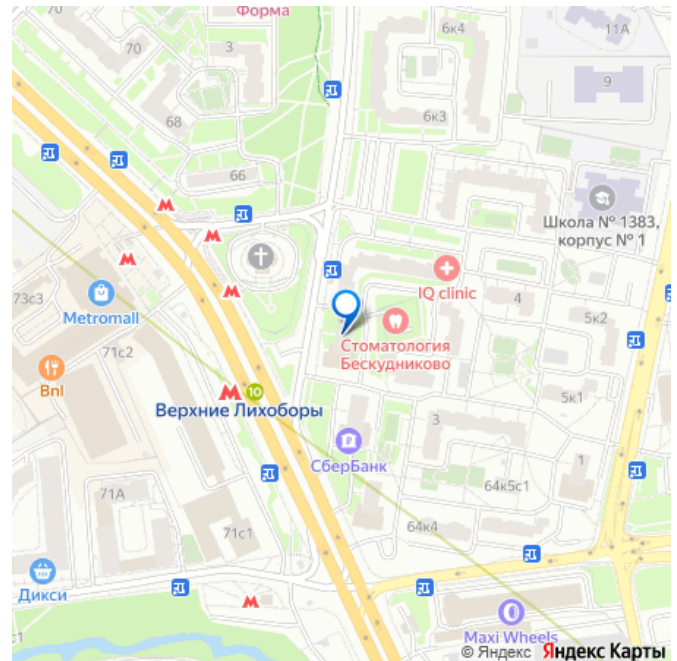 Форма
70
70
3
11А
9
6к3
6к4
68
66
Школа № 1383,
корпус № 1
IQ clinic
4
73с3
Metromall
71с2
5к2
Стоматология
Бескудниково
Bnl
10
Верхние Лихоборы
5к1
3
СберБанк
1
71А
64к5с1
71с1
64к4
Дикси
с1
Maxi Wheels
© Яндекс Яндекс Карты